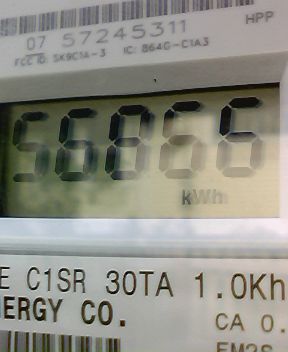 HPP
07 57245311
FCC ID: SK9C1A-3 IC: 864G-C1A3
56866
kWh
E C1SR 30TA 1.0Kh
ERGY CO.
CA 0.